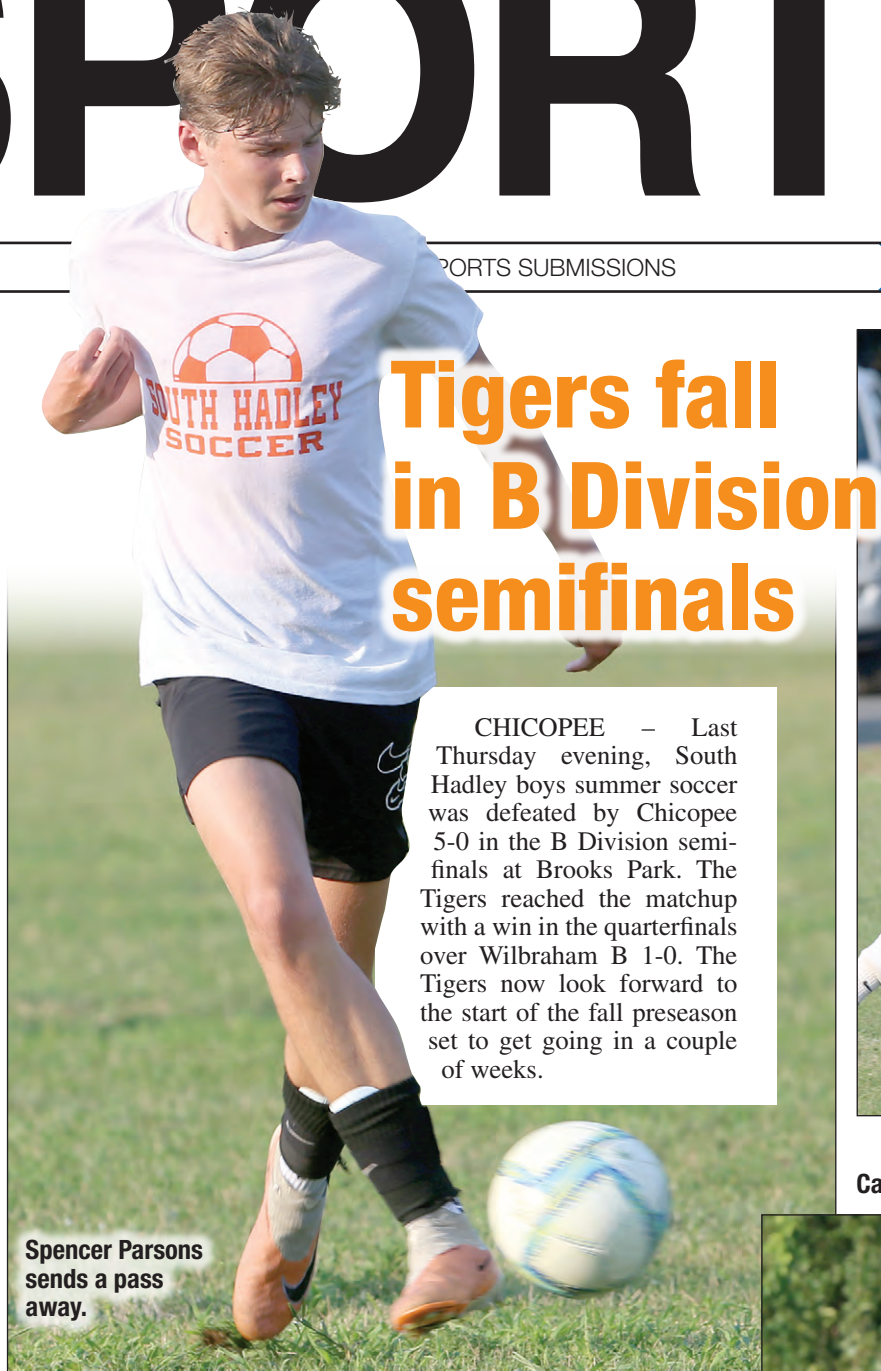 SPORT
PORTS SUBMISSIONS
SOUTH HADLEY
SOCCER
Tigers fall
in B Division
semifinals
CHICOPEE – Last
Thursday evening, South
Hadley boys summer soccer
was defeated by Chicopee
5-0 in the B Division semi-
finals at Brooks Park. The
Tigers reached the matchup
with a win in the quarterfinals
over Wilbraham B 1-0. The
Tigers now look forward to
the start of the fall preseason
set to get going in a couple
of weeks.
Spencer Parsons
sends a pass
away.
Ca